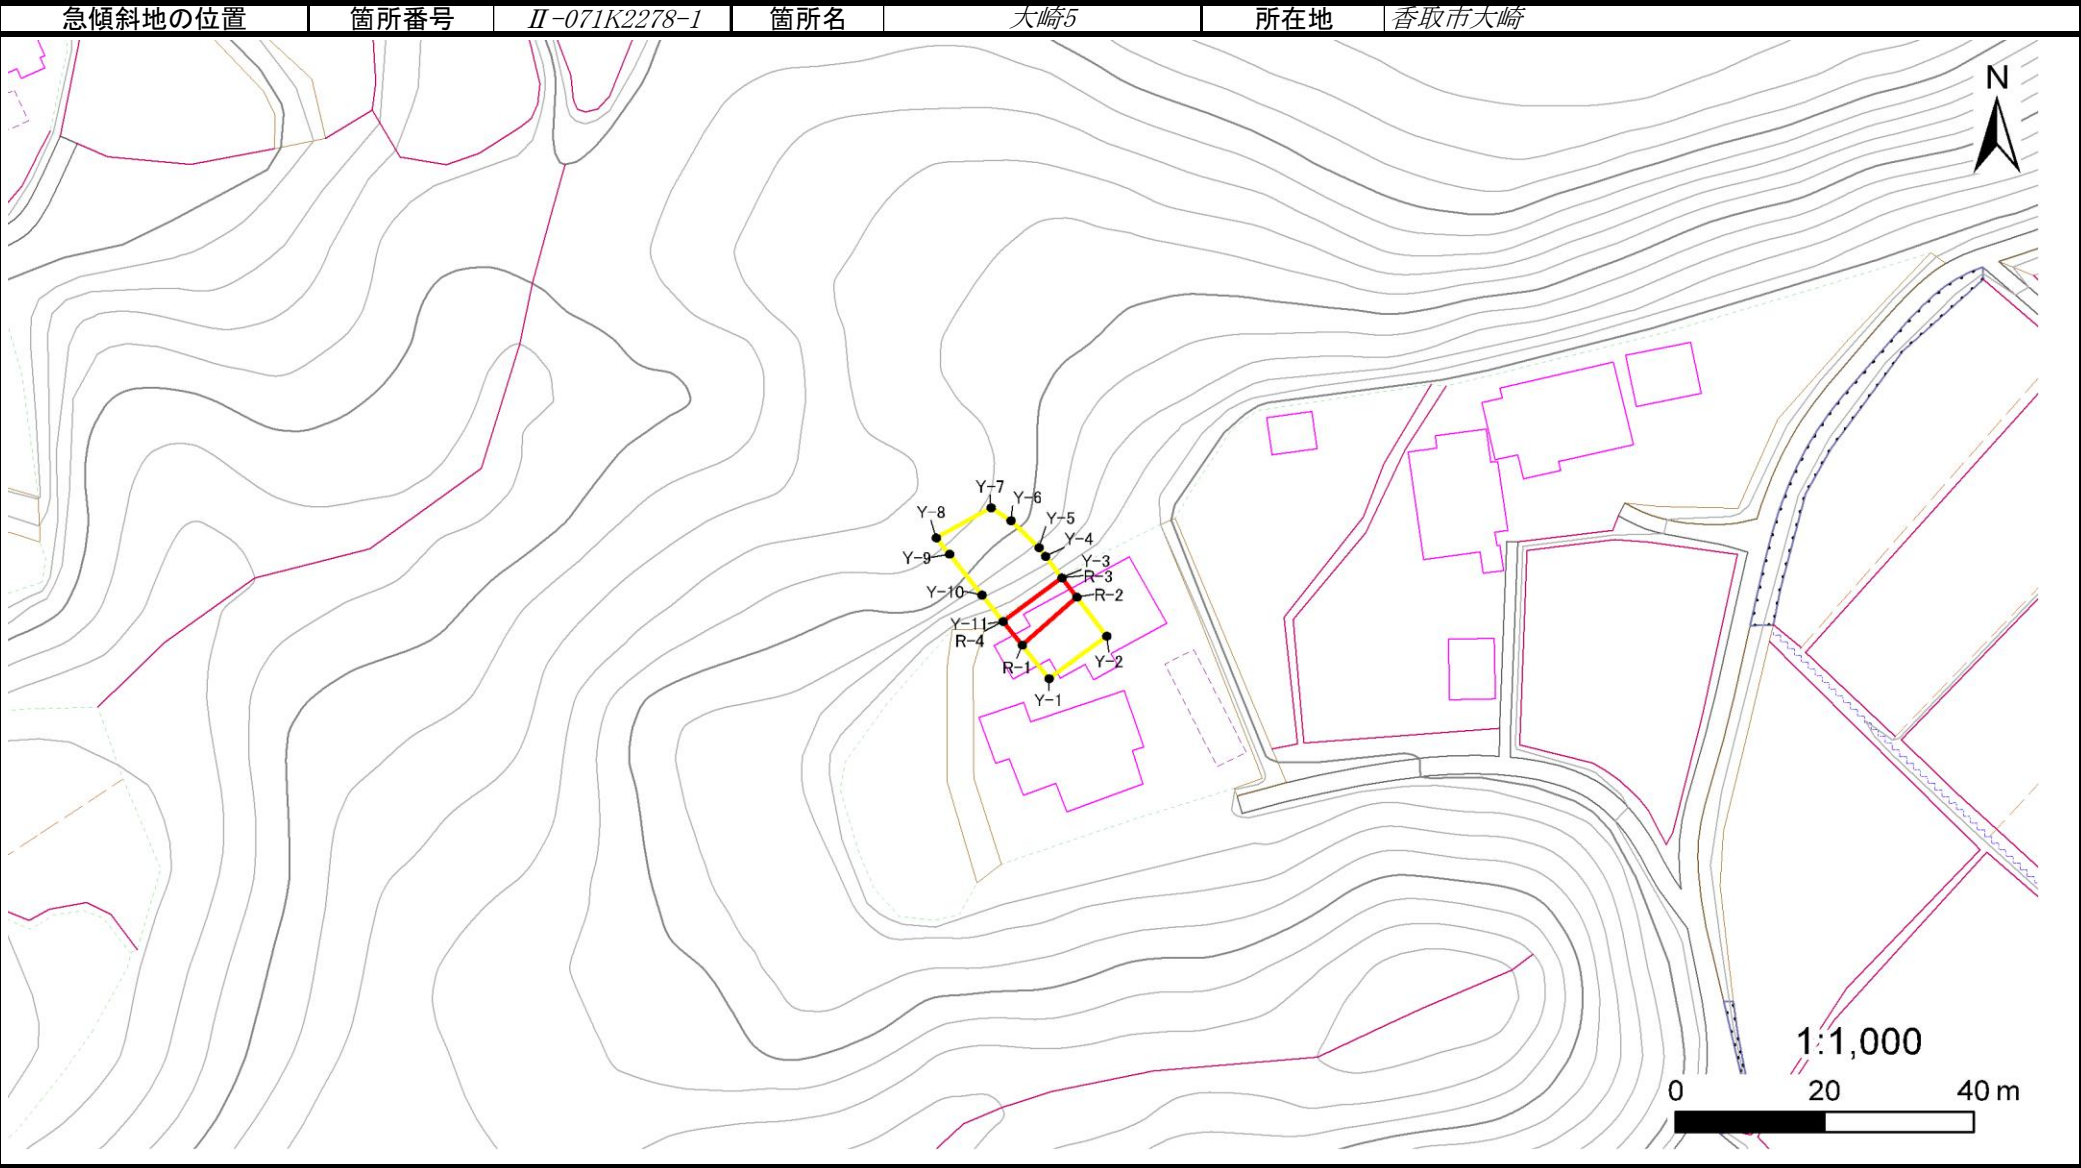 急傾斜地の位置 箇所番号 Ⅱ-071K2278-1 箇所名 大崎5 所在地 香取市大崎
N
Y-7
Y-6
Y-8
Y-5
Y-4
Y-9
Y-3
R-3
Y-10
R-2
Y-11
R-4
Y-2
R-1
Y-1
1:1,000
0 20 40 m